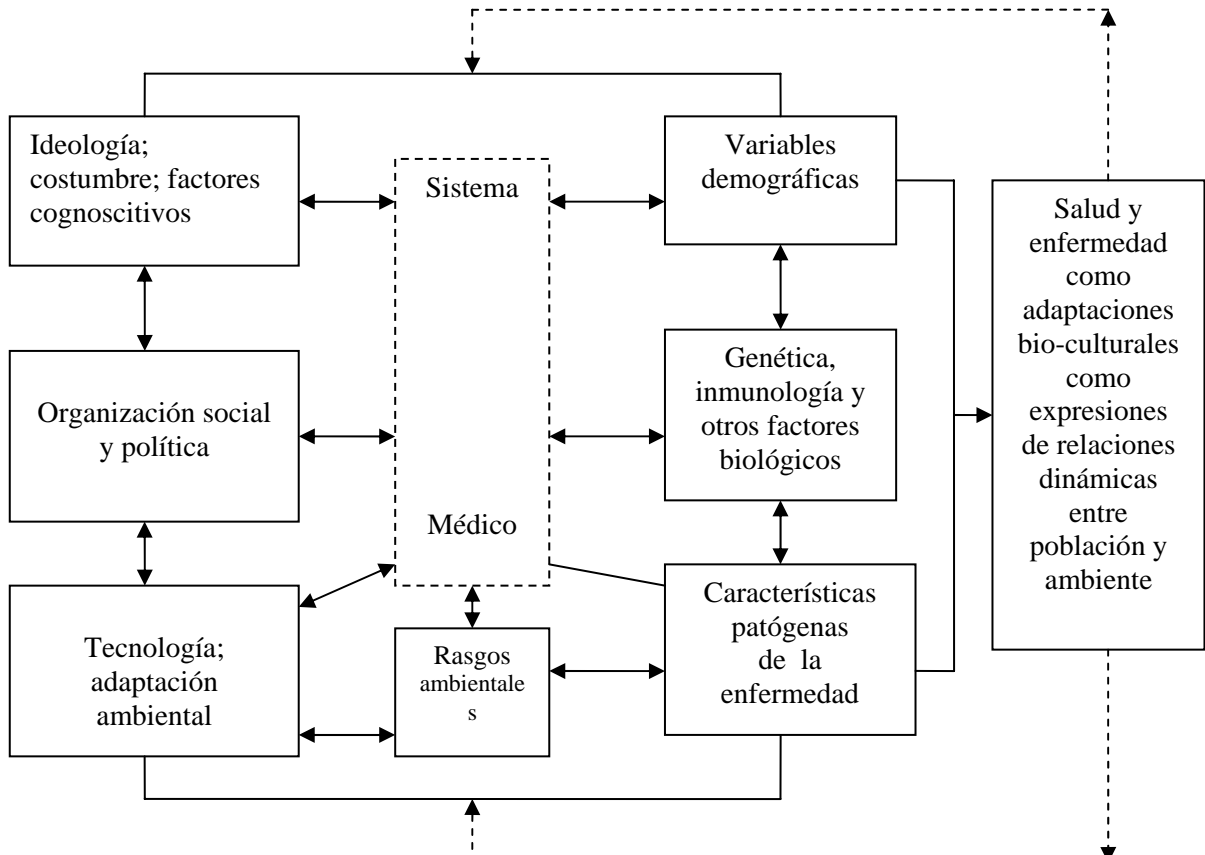 Ideología;
costumbre; factores
cognoscitivos
Sistema
Médico
Variables
demográficas
Organización social
y política
Genética,
inmunología y
otros factores
biológicos
Tecnología;
adaptación
ambiental
Rasgos
ambientale
s
Características
patógenas
de la
enfermedad
Salud y
enfermedad
como
adaptaciones
bio-culturales
como
expresiones
de relaciones
dinámicas
entre
población y
ambiente